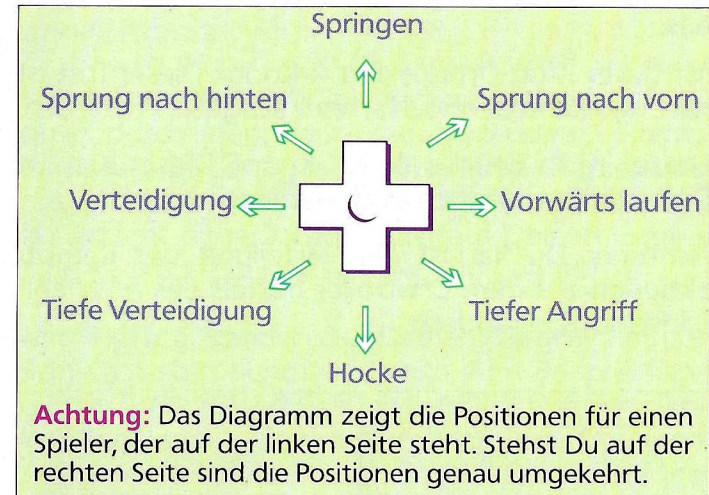 Springen
Sprung nach hinten
Sprung nach vorn
Verteidigung
Vorwärts laufen
Tiefe Verteidigung
Tiefer Angriff
Hocke
Achtung: Das Diagramm zeigt die Positionen für einen
Spieler, der auf der linken Seite steht. Stehst Du auf der
rechten Seite sind die Positionen genau umgekehrt.